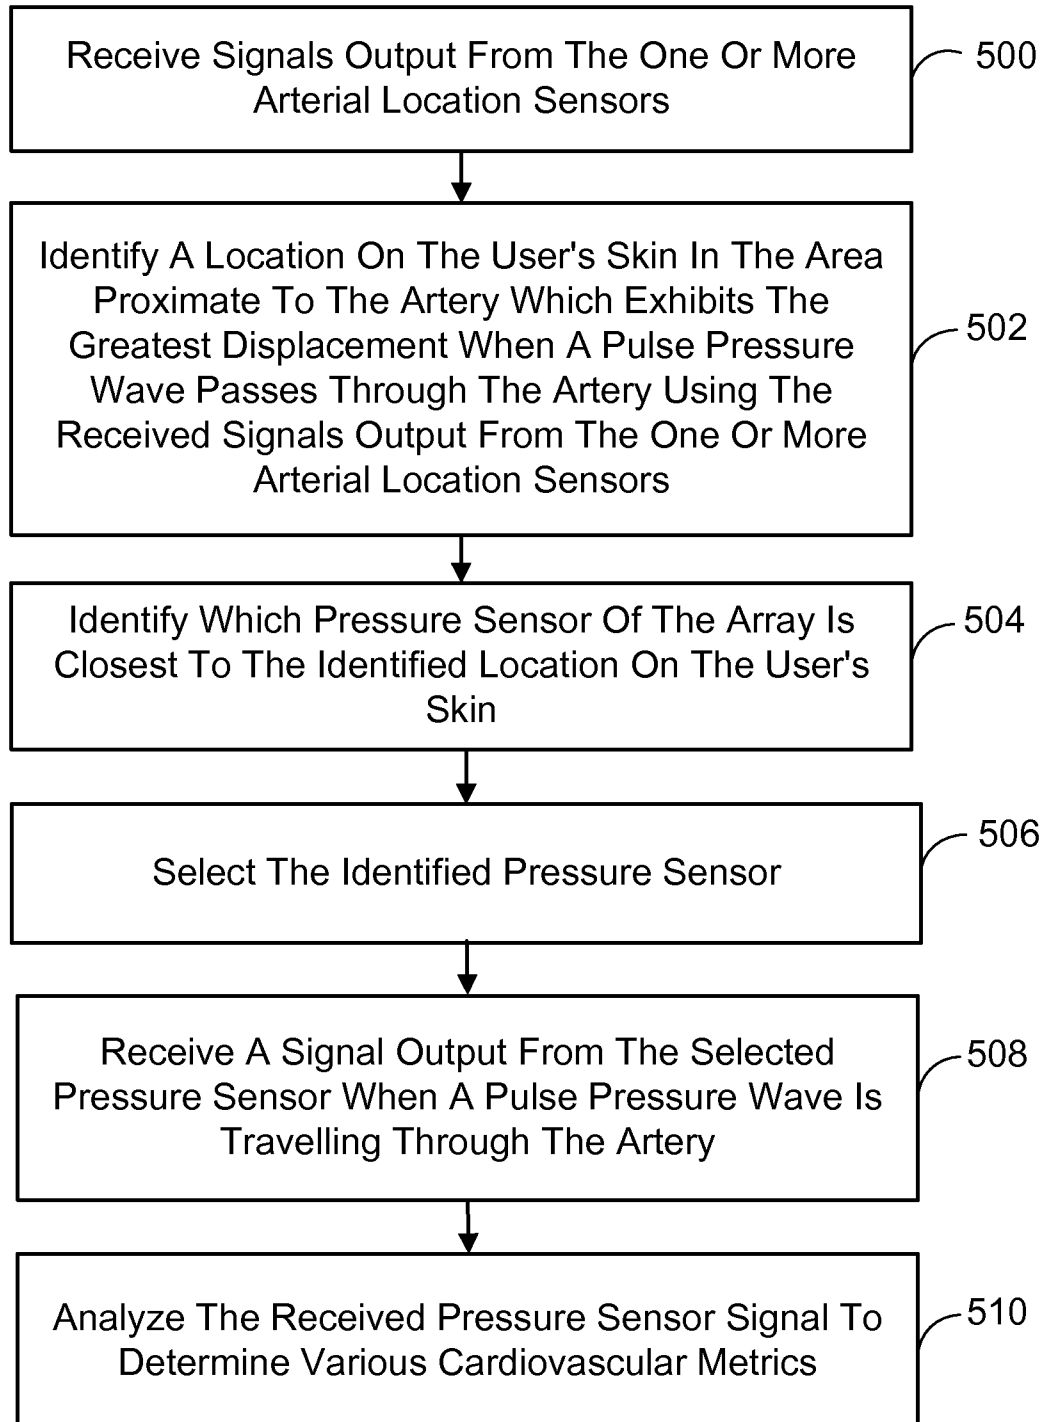 Receive Signals Output From The One Or More
Arterial Location Sensors
500
Identify A Location On The User's Skin In The Area
Proximate To The Artery Which Exhibits The
Greatest Displacement When A Pulse Pressure
Wave Passes Through The Artery Using The
Received Signals Output From The One Or More
Arterial Location Sensors
502
Identify Which Pressure Sensor Of The Array Is
Closest To The Identified Location On The User's
Skin
504
Select The Identified Pressure Sensor
506
Receive A Signal Output From The Selected
Pressure Sensor When A Pulse Pressure Wave Is
Travelling Through The Artery
508
Analyze The Received Pressure Sensor Signal To
Determine Various Cardiovascular Metrics
510